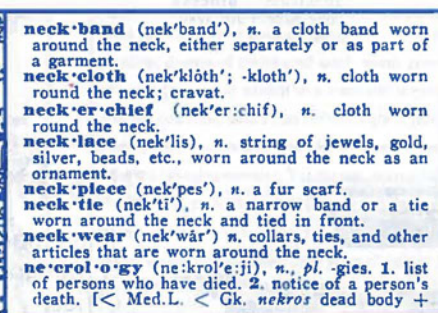 neck·band (nek′band′), n. a cloth band worn
around the neck, either separately or as part of
a garment.
neck·cloth (nek′klôth′; -kloth′), n. cloth worn
round the neck; cravat.
neck·er·chief (nek′er:chif), n. cloth worn
round the neck.
neck·lace (nek′lis), n. string of jewels, gold,
silver, beads, etc., worn around the neck as an
ornament.
neck·piece (nek′pes′), n. a fur scarf.
neck·tie (nek′tī′), n. a narrow band or a tie
worn around the neck and tied in front.
neck·wear (nek′wår′) n. collars, ties, and other
articles that are worn around the neck.
ne·crol·o·gy (ne:krol′e:ji), n., pl. -gies. 1. list
of persons who have died. 2. notice of a person's
death. [< Med.L. < Gk. nekros dead body +